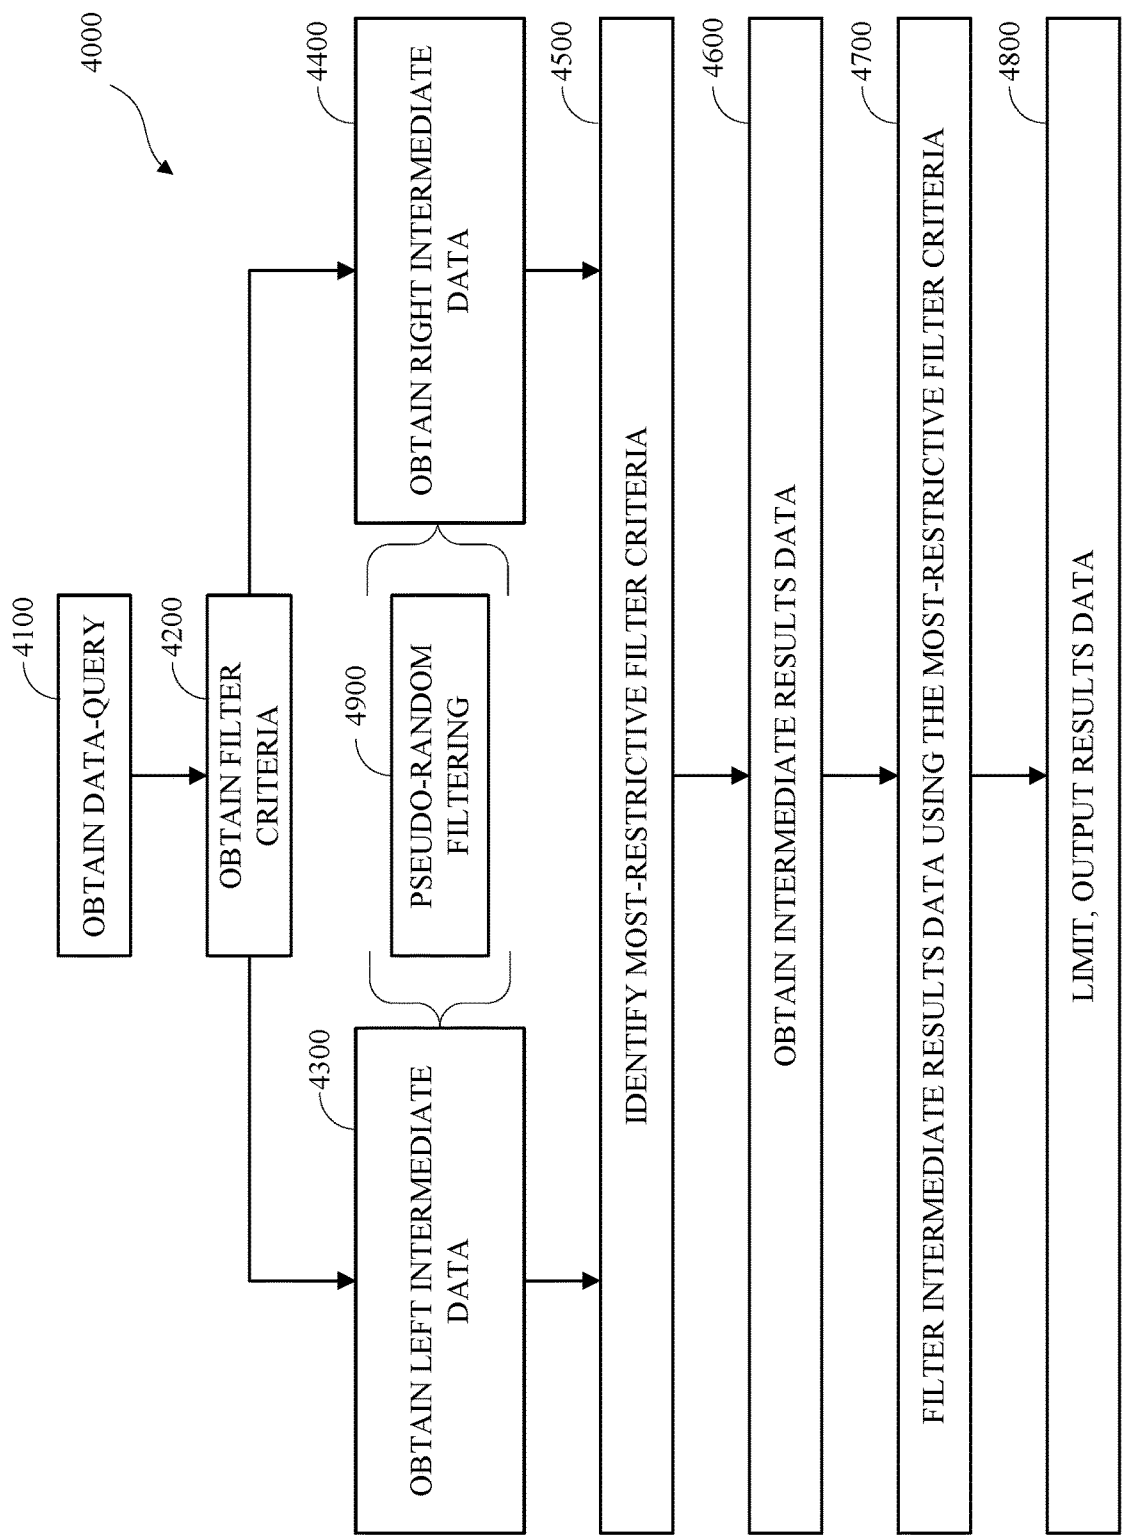 4000
4100
OBTAIN DATA-QUERY
4200
OBTAIN FILTER
CRITERIA
4300
OBTAIN LEFT INTERMEDIATE
DATA
4900
PSEUDO-RANDOM
FILTERING
4400
OBTAIN RIGHT INTERMEDIATE
DATA
4500
IDENTIFY MOST-RESTRICTIVE FILTER CRITERIA
4600
OBTAIN INTERMEDIATE RESULTS DATA
4700
FILTER INTERMEDIATE RESULTS DATA USING THE MOST-RESTRICTIVE FILTER CRITERIA
4800
LIMIT, OUTPUT RESULTS DATA